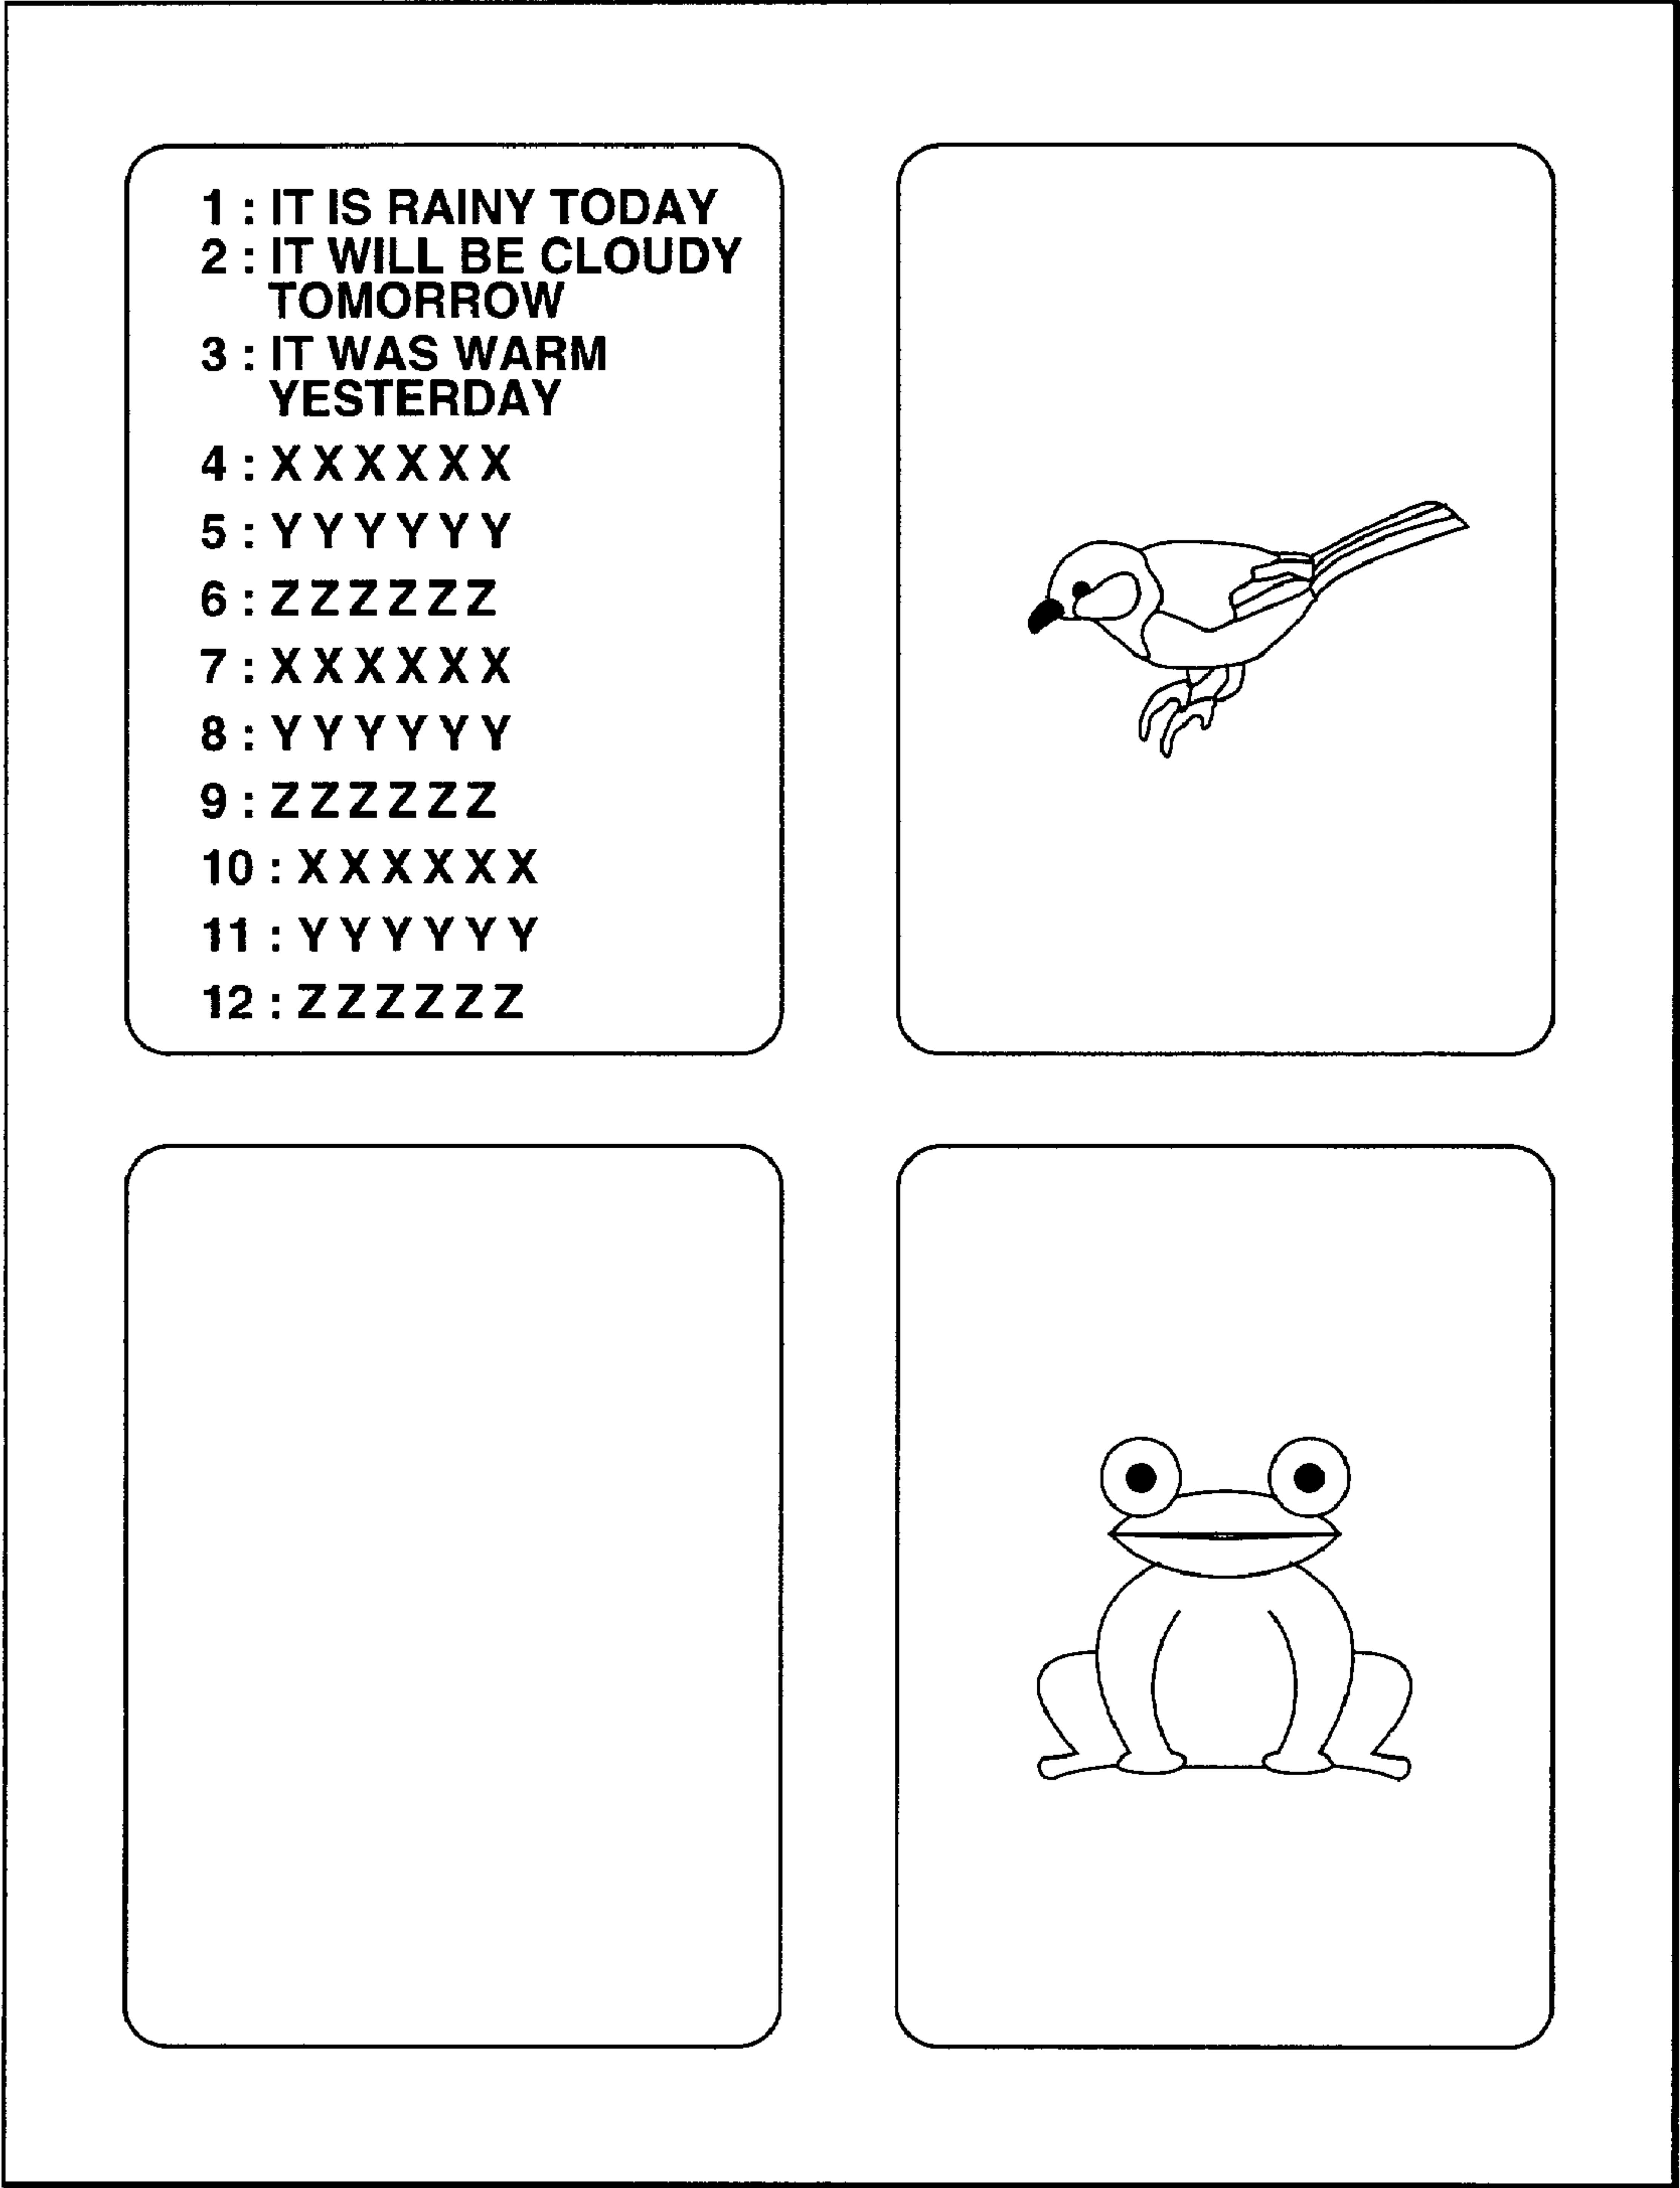 1 : IT IS RAINY TODAY
2 : IT WILL BE CLOUDY
TOMORROW
3 : IT WAS WARM
YESTERDAY
4 : X X X X X X
5 : Y Y Y Y Y Y
6 : Z Z Z Z Z Z
7 : X X X X X X
8 : Y Y Y Y Y Y
9 : Z Z Z Z Z Z
10 : X X X X X X
11 : Y Y Y Y Y Y
12 : Z Z Z Z Z Z